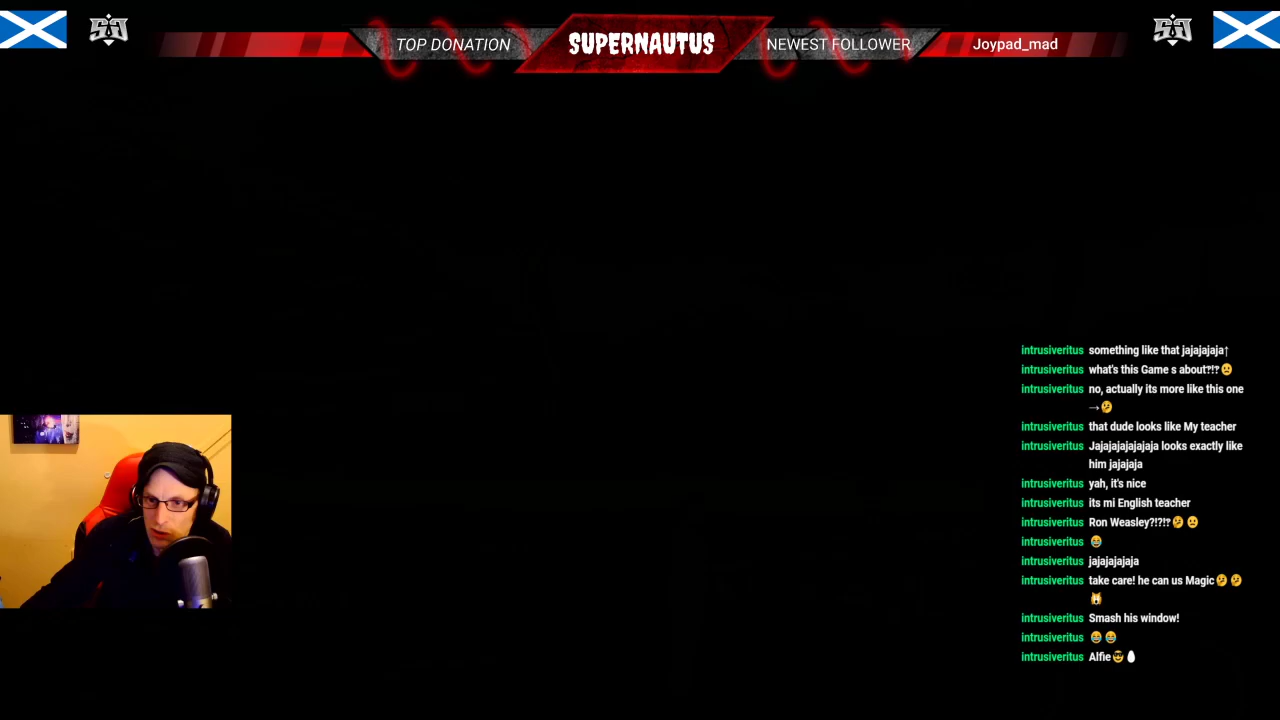 TOP DONATION
SUPERNAUTUS
NEWEST FOLLOWER
Joypad_mad
intrusiveritus something like that jajajajaja↑
intrusiveritus what's this Game s about?!?🙁
intrusiveritus no, actually its more like this one
→🤔
intrusiveritus that dude looks like My teacher
intrusiveritus Jajajajajajaja looks exactly like
him jajajaja
intrusiveritus yah, it's nice
intrusiveritus its mi English teacher
intrusiveritus Ron Weasley?!?!?🤔🙁
intrusiveritus 😂
intrusiveritus jajajajajaja
intrusiveritus take care! he can us Magic🤔🤔
🙀
intrusiveritus Smash his window!
intrusiveritus 😂😂
intrusiveritus Alfie😎🥚